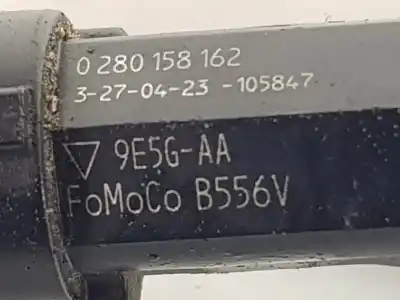 0 280 158 162
3-27-04-23 -105847
9E5G-AA
FoMoCo B556V